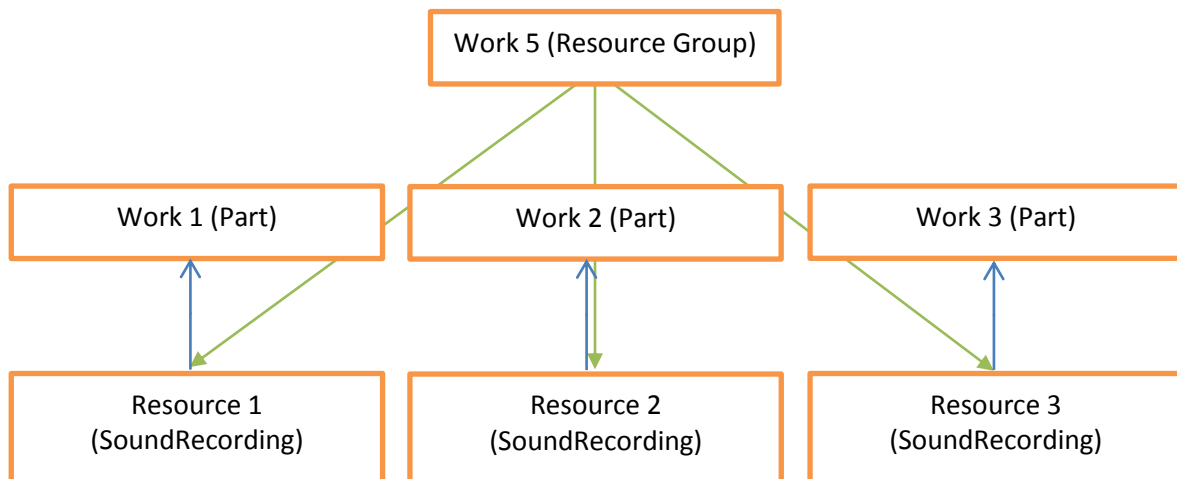 Work 5 (Resource Group)
Work 1 (Part)
Work 2 (Part)
Work 3 (Part)
Resource 1
(SoundRecording)
Resource 2
(SoundRecording)
Resource 3
(SoundRecording)